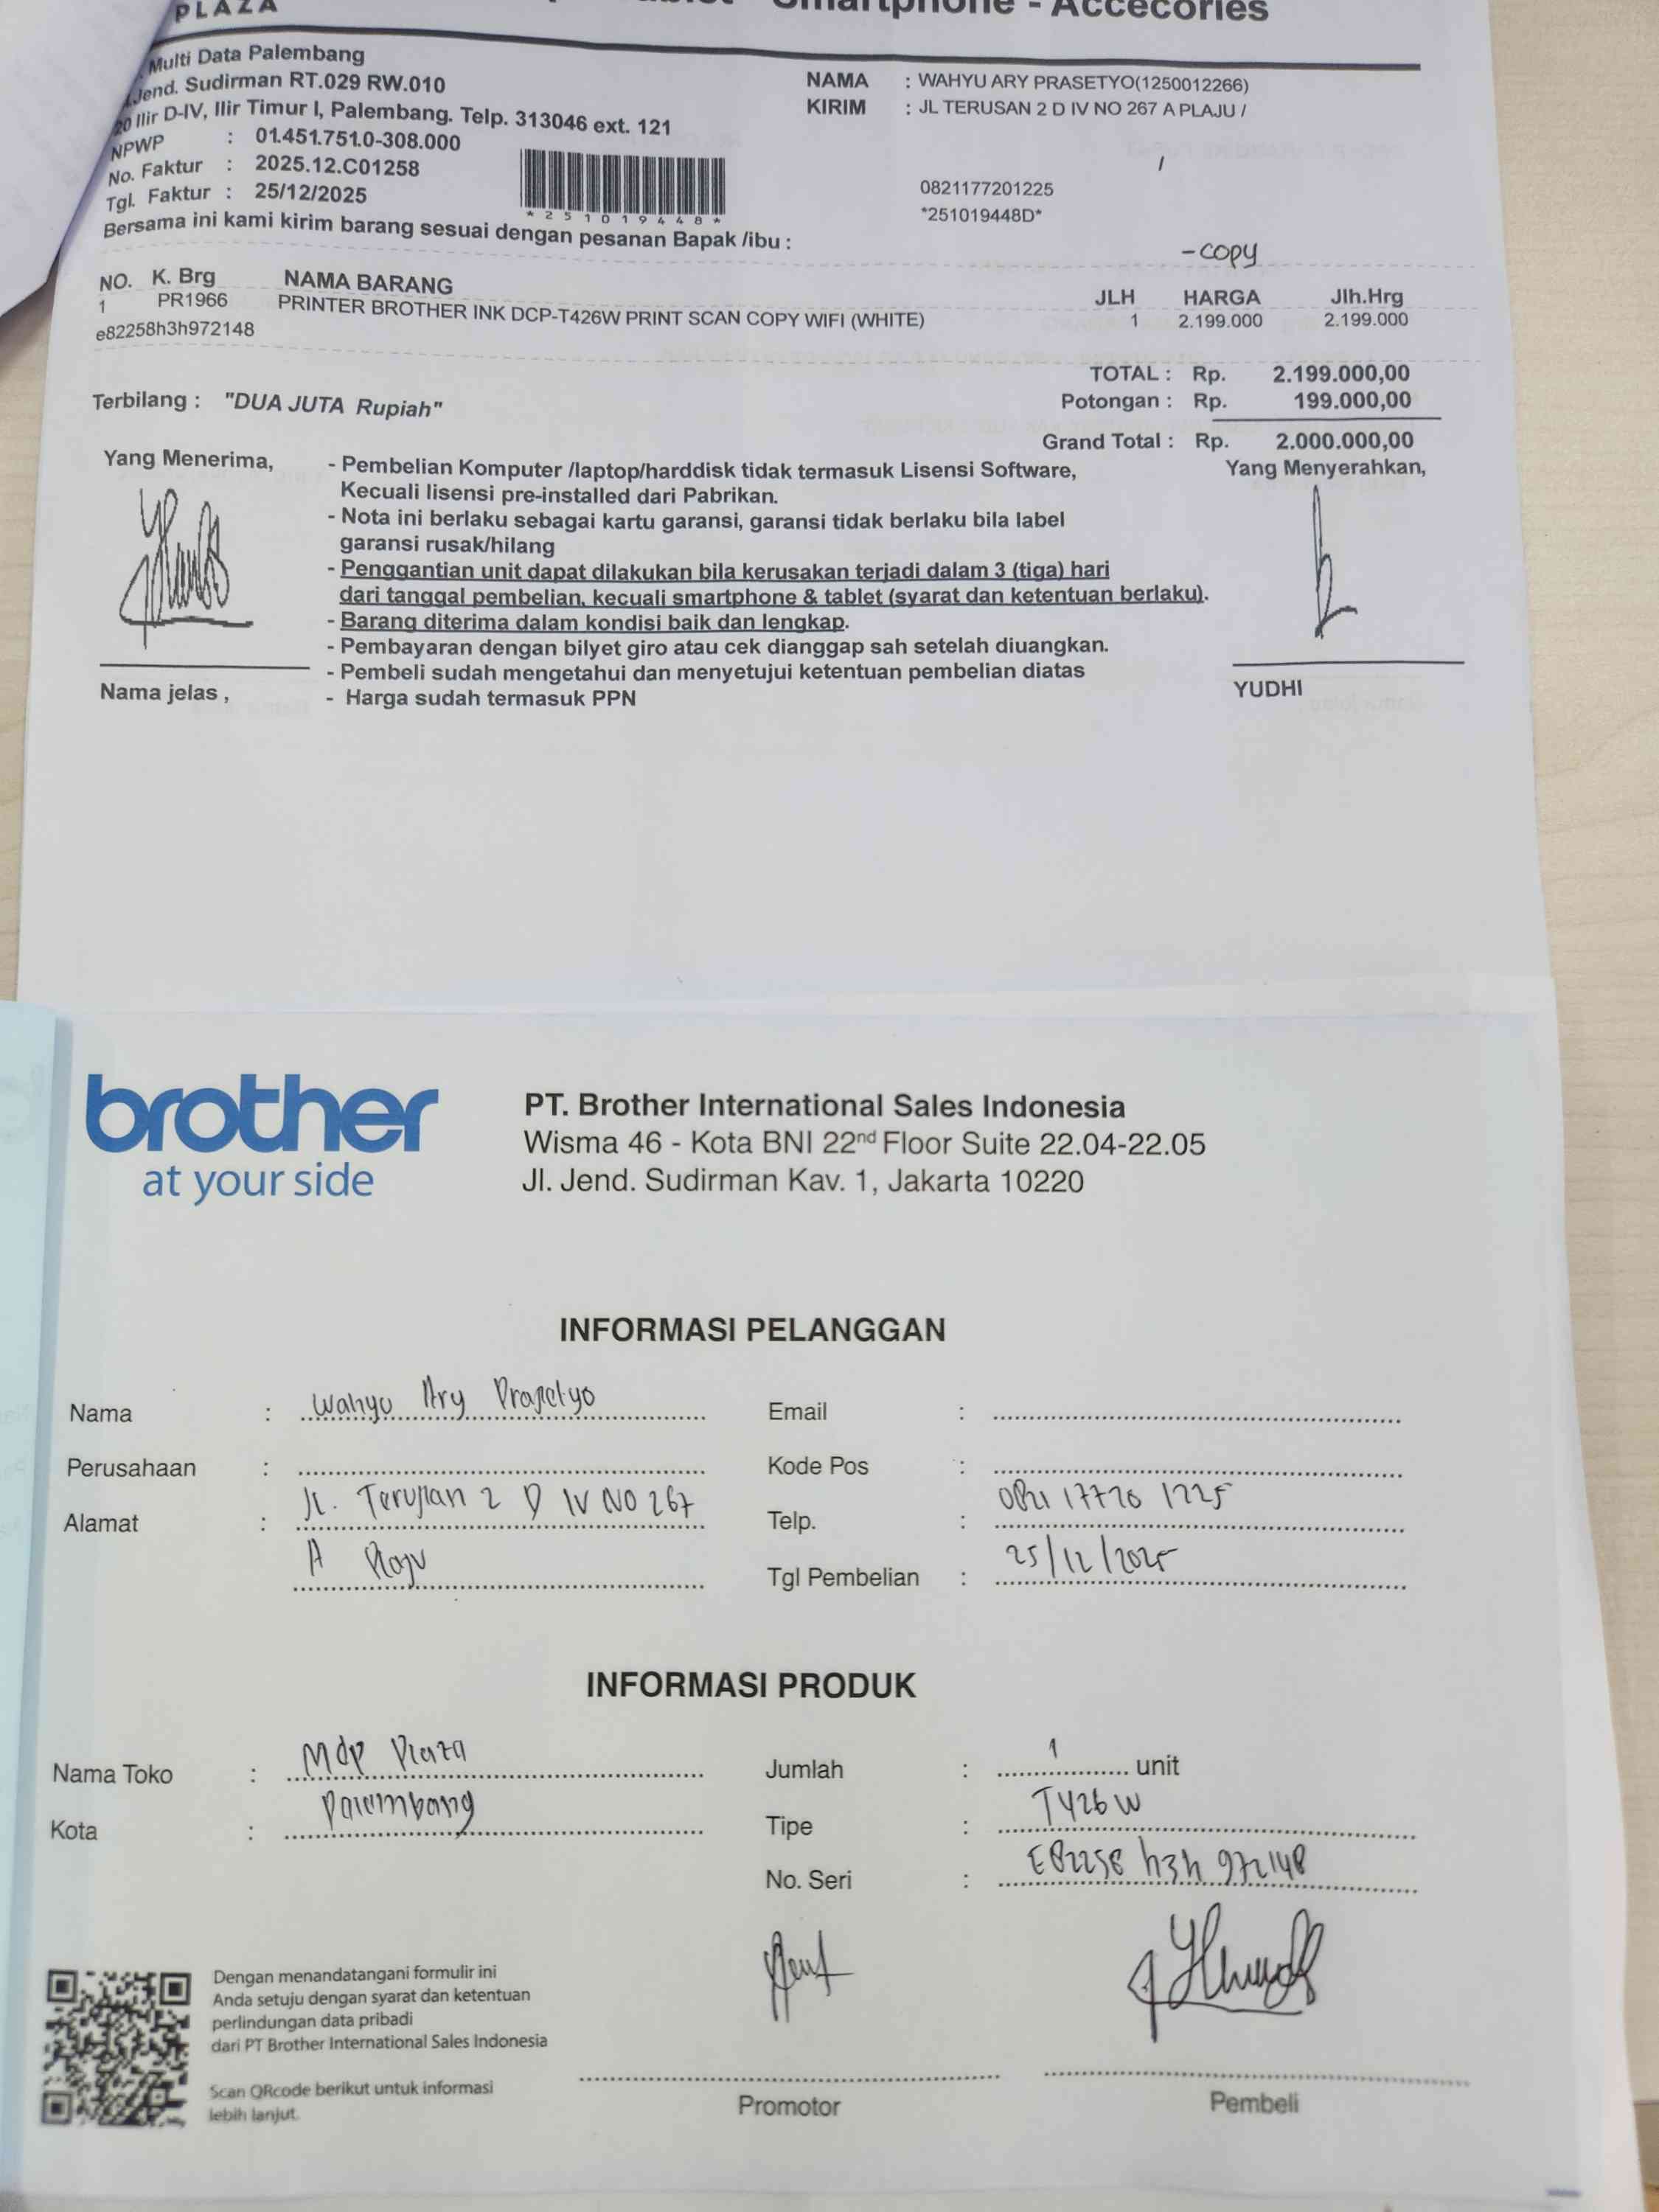 PLAZA
Smartphone - Accecories
Multi Data Palembang
Jend. Sudirman RT.029 RW.010
20 Ilir D-IV, Ilir Timur I, Palembang. Telp. 313046 ext. 121
NPWP : 01.451.751.0-308.000
No. Faktur : 2025.12.C01258
Tgl. Faktur : 25/12/2025
NAMA : WAHYU ARY PRASETYO(1250012266)
KIRIM : JL TERUSAN 2 D IV NO 267 A PLAJU /
/
0821177201225
*251019448D*
*251019448*
Bersama ini kami kirim barang sesuai dengan pesanan Bapak /ibu :
-copy
NO. K. Brg NAMA BARANG JLH HARGA Jlh.Hrg
1 PR1966 PRINTER BROTHER INK DCP-T426W PRINT SCAN COPY WIFI (WHITE) 1 2.199.000 2.199.000
e82258h3h972148
TOTAL : Rp. 2.199.000,00
Terbilang : "DUA JUTA Rupiah"
Potongan : Rp. 199.000,00
Grand Total : Rp. 2.000.000,00
Yang Menerima,
- Pembelian Komputer /laptop/harddisk tidak termasuk Lisensi Software,
Kecuali lisensi pre-installed dari Pabrikan.
- Nota ini berlaku sebagai kartu garansi, garansi tidak berlaku bila label
garansi rusak/hilang
- Penggantian unit dapat dilakukan bila kerusakan terjadi dalam 3 (tiga) hari
dari tanggal pembelian, kecuali smartphone & tablet (syarat dan ketentuan berlaku).
- Barang diterima dalam kondisi baik dan lengkap.
- Pembayaran dengan bilyet giro atau cek dianggap sah setelah diuangkan.
- Pembeli sudah mengetahui dan menyetujui ketentuan pembelian diatas
- Harga sudah termasuk PPN
Yang Menyerahkan,
Nama jelas ,
YUDHI
brother
at your side
PT. Brother International Sales Indonesia
Wisma 46 - Kota BNI 22nd Floor Suite 22.04-22.05
Jl. Jend. Sudirman Kav. 1, Jakarta 10220
INFORMASI PELANGGAN
Nama : Wahyu Ary Prasetyo
Email :
Perusahaan :
Kode Pos :
Alamat : Jl. Terusan 2 D IV NO 267
A Plaju
Telp. : 0821 17720 1225
Tgl Pembelian : 25/12/2025
INFORMASI PRODUK
Nama Toko : Mdp Plaza
Jumlah : 1 unit
Kota : Palembang
Tipe : T426W
No. Seri : E82258 h3h 972148
Dengan menandatangani formulir ini
Anda setuju dengan syarat dan ketentuan
perlindungan data pribadi
dari PT Brother International Sales Indonesia
Scan QRcode berikut untuk informasi
lebih lanjut.
Promotor
Pembeli